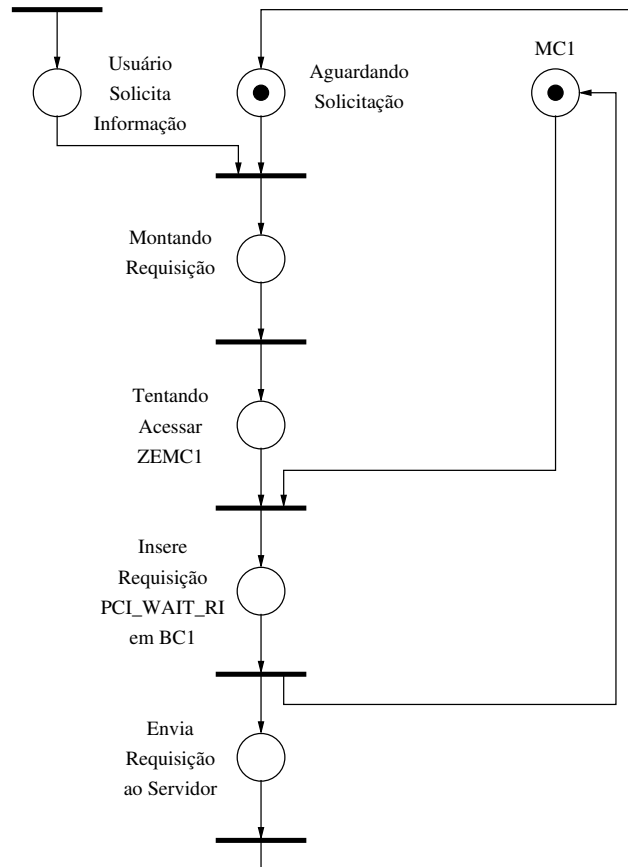 Usuário
Solicita
Informação
Aguardando
Solicitação
MC1
Montando
Requisição
Tentando
Acessar
ZEMC1
Insere
Requisição
PCI_WAIT_RI
em BC1
Envia
Requisição
ao Servidor